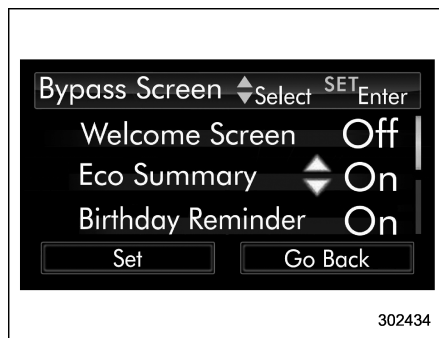 Bypass Screen Select SET Enter
Welcome Screen Off
Eco Summary On
Birthday Reminder On
Set Go Back
302434